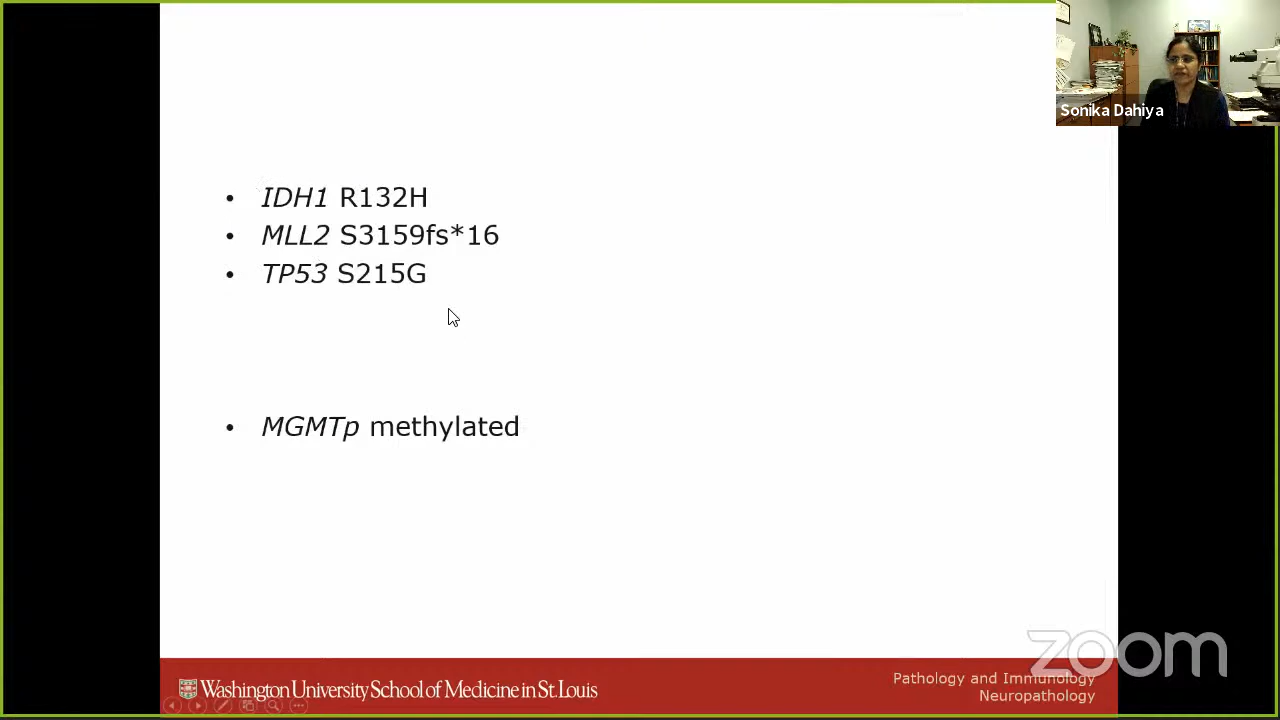 Sonika Dahiya
• IDH1 R132H
• MLL2 S3159fs*16
• TP53 S215G
• MGMTp methylated
zoom
Washington University School of Medicine in St. Louis
Pathology and Immunology
Neuropathology